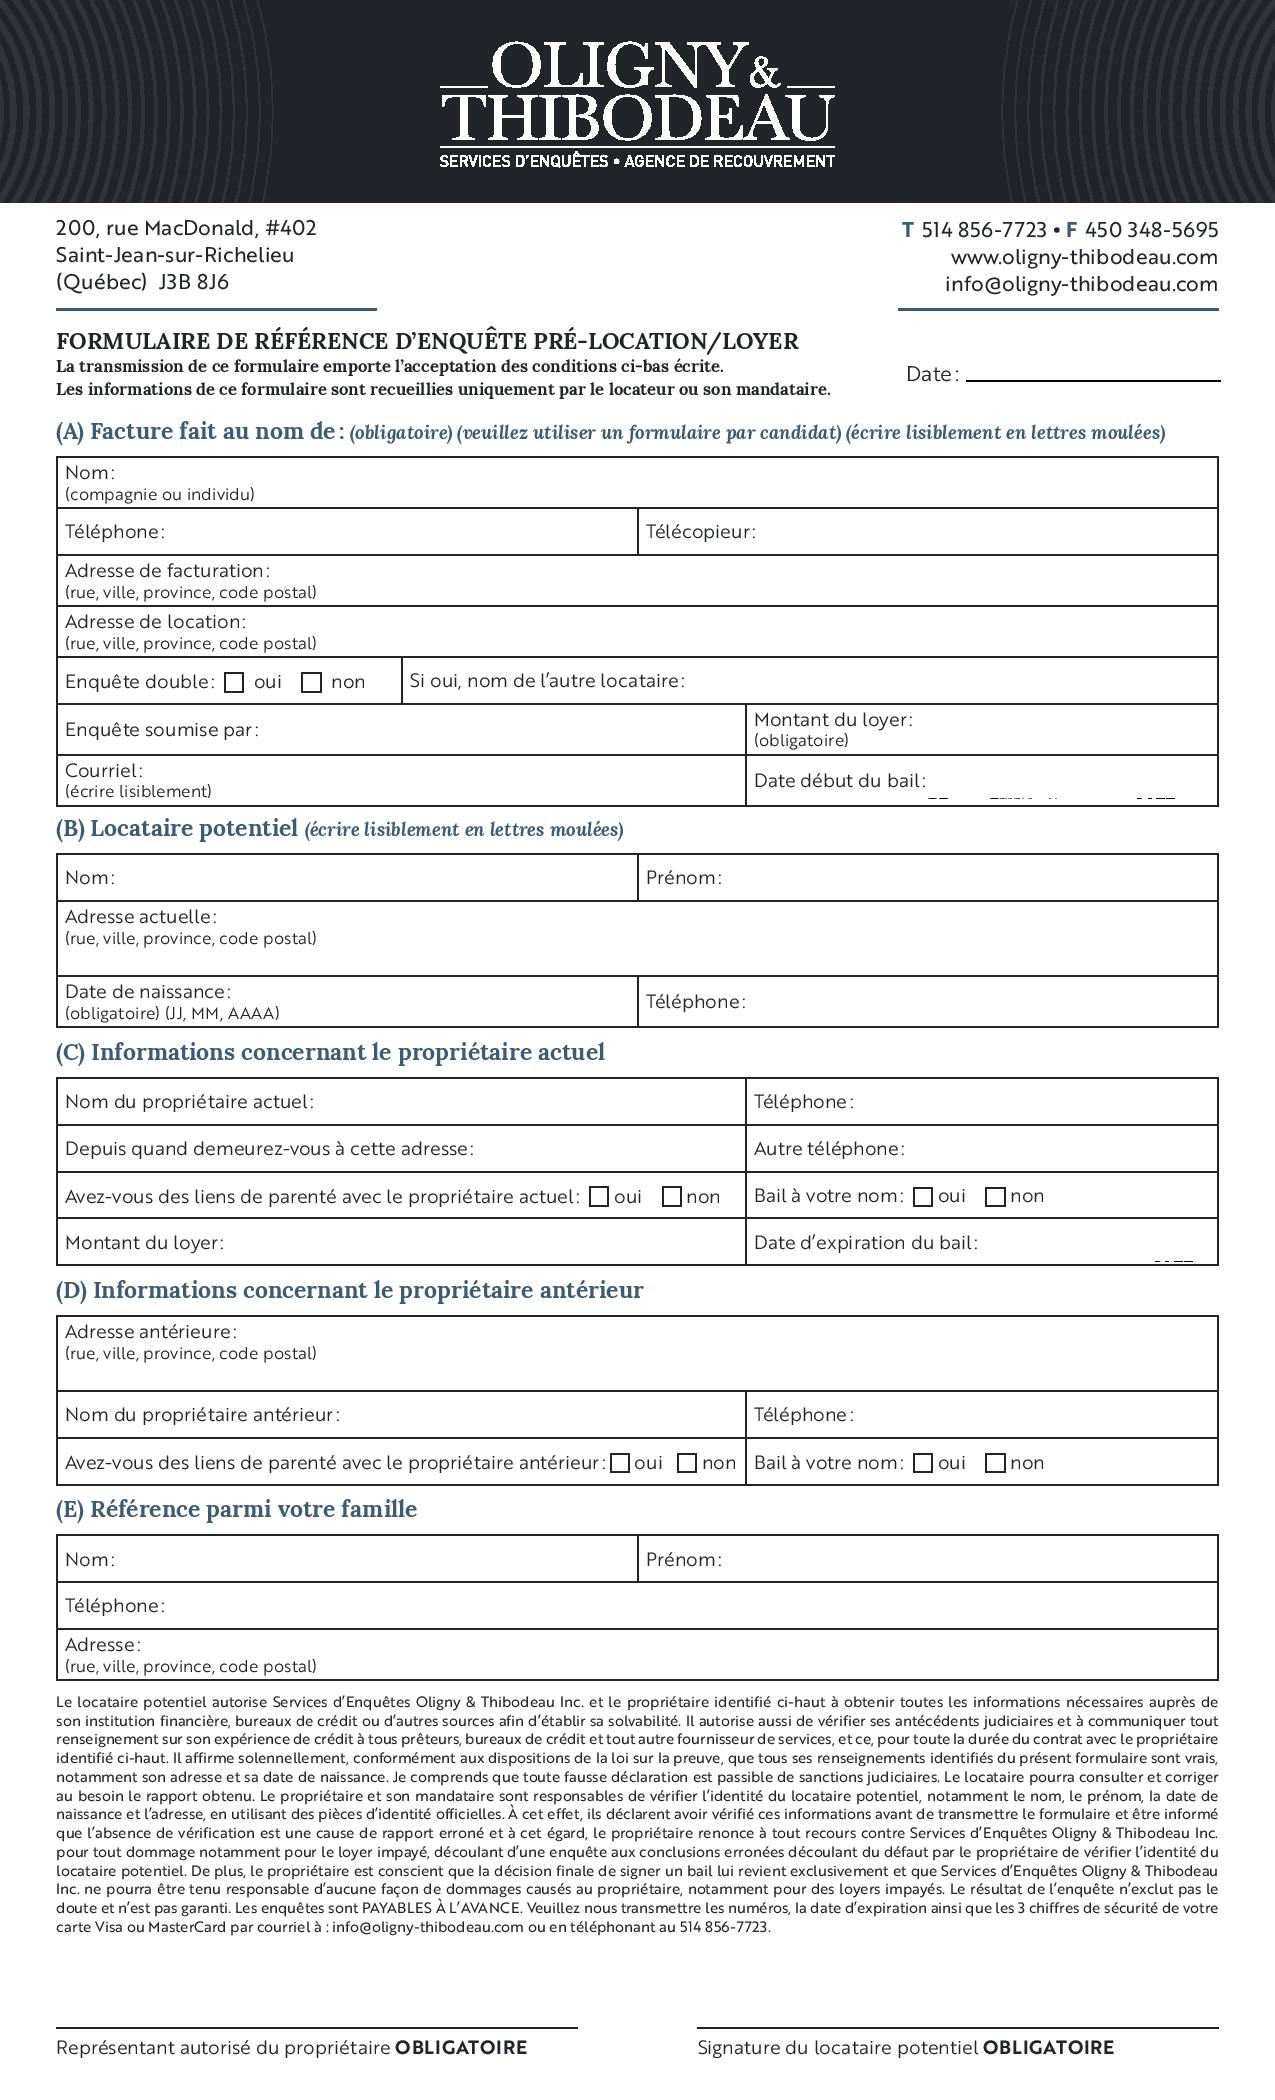 OLIGNY &
THIBODEAU
SERVICES D'ENQUÊTES • AGENCE DE RECOUVREMENT
200, rue MacDonald, #402
Saint-Jean-sur-Richelieu
(Québec) J3B 8J6
T 514 856-7723 • F 450 348-5695
www.oligny-thibodeau.com
info@oligny-thibodeau.com
FORMULAIRE DE RÉFÉRENCE D'ENQUÊTE PRÉ-LOCATION/LOYER
La transmission de ce formulaire emporte l'acceptation des conditions ci-bas écrite.
Les informations de ce formulaire sont recueillies uniquement par le locateur ou son mandataire.
Date :
(A) Facture fait au nom de : (obligatoire) (veuillez utiliser un formulaire par candidat) (écrire lisiblement en lettres moulées)
Nom :
(compagnie ou individu)
Téléphone : Télécopieur :
Adresse de facturation :
(rue, ville, province, code postal)
Adresse de location :
(rue, ville, province, code postal)
Enquête double : oui non Si oui, nom de l'autre locataire :
Enquête soumise par :
Montant du loyer :
(obligatoire)
Courriel :
(écrire lisiblement)
Date début du bail :
(B) Locataire potentiel (écrire lisiblement en lettres moulées)
Nom : Prénom :
Adresse actuelle :
(rue, ville, province, code postal)
Date de naissance :
(obligatoire) (JJ, MM, AAAA)
Téléphone :
(C) Informations concernant le propriétaire actuel
Nom du propriétaire actuel : Téléphone :
Depuis quand demeurez-vous à cette adresse : Autre téléphone :
Avez-vous des liens de parenté avec le propriétaire actuel : oui non Bail à votre nom : oui non
Montant du loyer : Date d'expiration du bail :
(D) Informations concernant le propriétaire antérieur
Adresse antérieure :
(rue, ville, province, code postal)
Nom du propriétaire antérieur : Téléphone :
Avez-vous des liens de parenté avec le propriétaire antérieur : oui non Bail à votre nom : oui non
(E) Référence parmi votre famille
Nom : Prénom :
Téléphone :
Adresse :
(rue, ville, province, code postal)
Le locataire potentiel autorise Services d'Enquêtes Oligny & Thibodeau Inc. et le propriétaire identifié ci-haut à obtenir toutes les informations nécessaires auprès de
son institution financière, bureaux de crédit ou d'autres sources afin d'établir sa solvabilité. Il autorise aussi de vérifier ses antécédents judiciaires et à communiquer tout
renseignement sur son expérience de crédit à tous prêteurs, bureaux de crédit et tout autre fournisseur de services, et ce, pour toute la durée du contrat avec le propriétaire
identifié ci-haut. Il affirme solennellement, conformément aux dispositions de la loi sur la preuve, que tous ses renseignements identifiés du présent formulaire sont vrais,
notamment son adresse et sa date de naissance. Je comprends que toute fausse déclaration est passible de sanctions judiciaires. Le locataire pourra consulter et corriger
au besoin le rapport obtenu. Le propriétaire et son mandataire sont responsables de vérifier l'identité du locataire potentiel, notamment le nom, le prénom, la date de
naissance et l'adresse, en utilisant des pièces d'identité officielles. À cet effet, ils déclarent avoir vérifié ces informations avant de transmettre le formulaire et être informé
que l'absence de vérification est une cause de rapport erroné et à cet égard, le propriétaire renonce à tout recours contre Services d'Enquêtes Oligny & Thibodeau Inc.
pour tout dommage notamment pour le loyer impayé, découlant d'une enquête aux conclusions erronées découlant du défaut par le propriétaire de vérifier l'identité du
locataire potentiel. De plus, le propriétaire est conscient que la décision finale de signer un bail lui revient exclusivement et que Services d'Enquêtes Oligny & Thibodeau
Inc. ne pourra être tenu responsable d'aucune façon de dommages causés au propriétaire, notamment pour des loyers impayés. Le résultat de l'enquête n'exclut pas le
doute et n'est pas garanti. Les enquêtes sont PAYABLES À L'AVANCE. Veuillez nous transmettre les numéros, la date d'expiration ainsi que les 3 chiffres de sécurité de votre
carte Visa ou MasterCard par courriel à : info@oligny-thibodeau.com ou en téléphonant au 514 856-7723.
Représentant autorisé du propriétaire OBLIGATOIRE
Signature du locataire potentiel OBLIGATOIRE